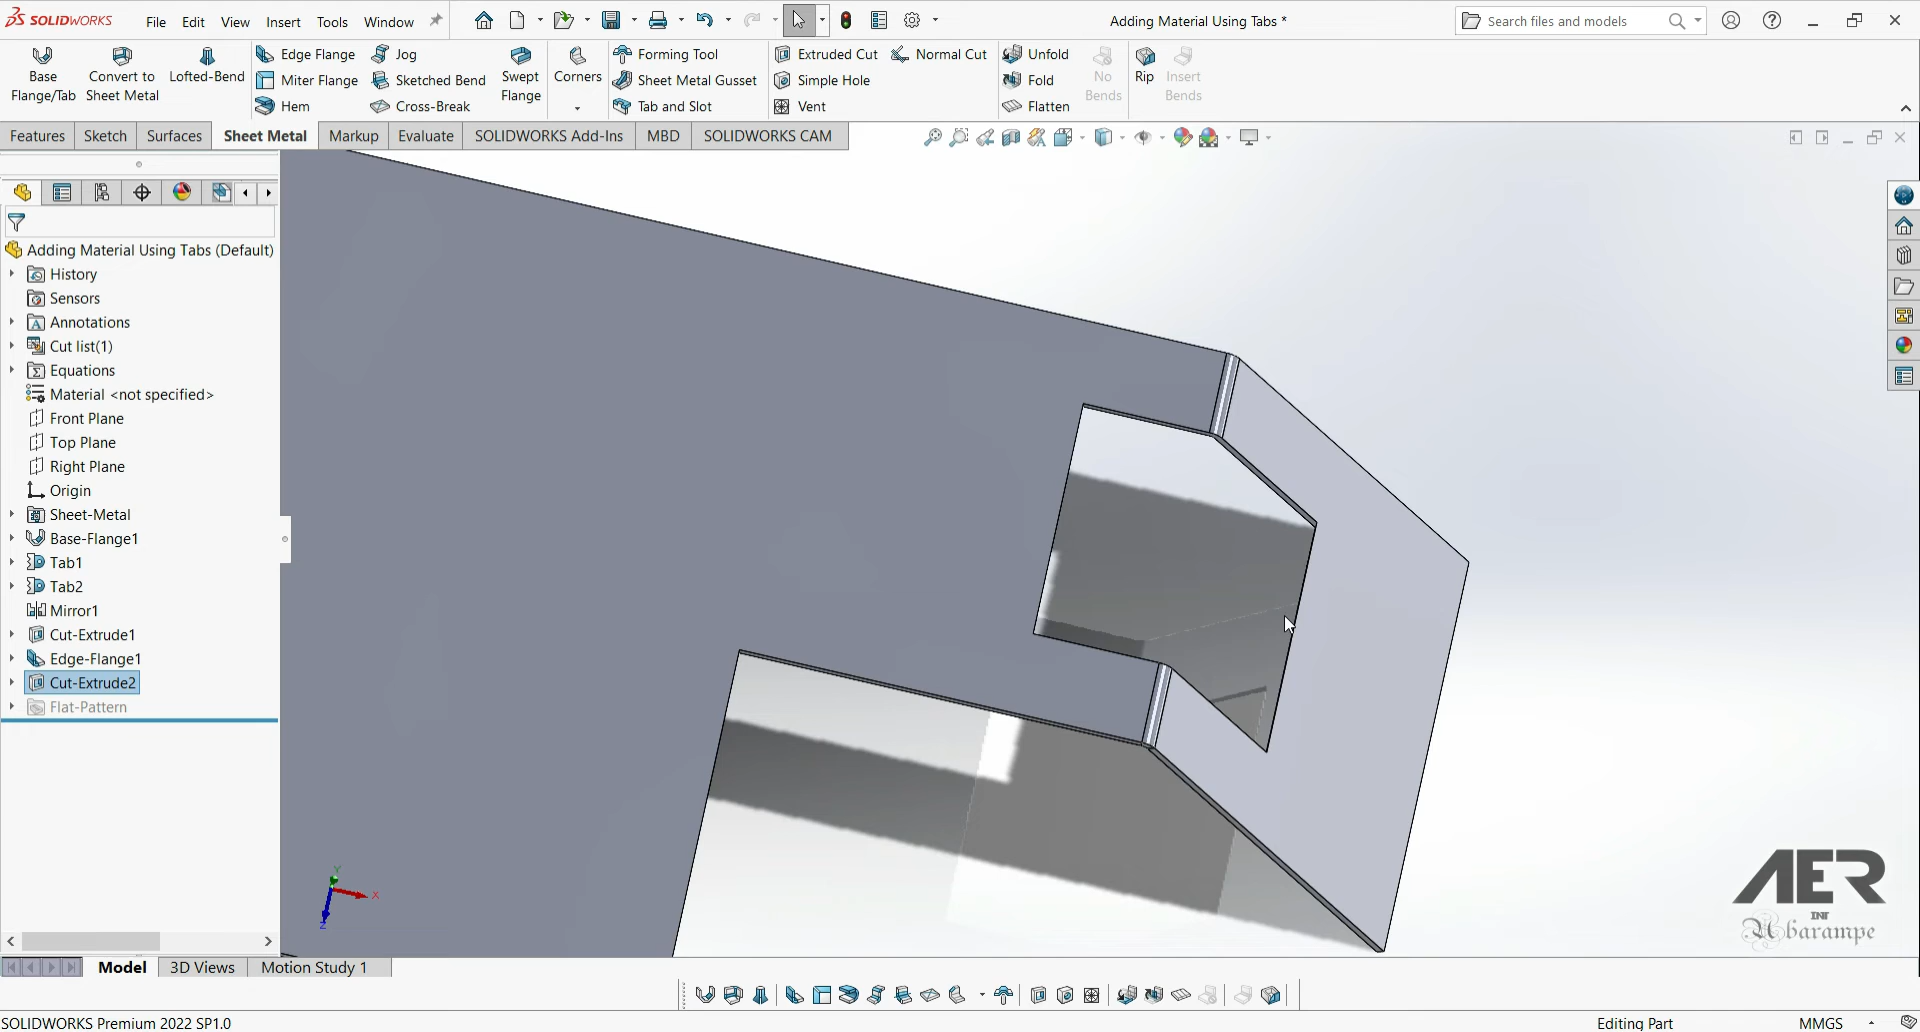 SOLIDWORKS
File Edit View Insert Tools Window
Adding Material Using Tabs *
Search files and models
Base Flange/Tab
Convert to Sheet Metal
Lofted-Bend
Edge Flange
Miter Flange
Hem
Jog
Sketched Bend
Cross-Break
Swept Flange
Corners
Forming Tool
Sheet Metal Gusset
Tab and Slot
Extruded Cut
Simple Hole
Vent
Normal Cut
Unfold
Fold
Flatten
No Bends
Rip
Insert Bends
Features Sketch Surfaces Sheet Metal Markup Evaluate SOLIDWORKS Add-Ins MBD SOLIDWORKS CAM
Adding Material Using Tabs (Default)
History
Sensors
Annotations
Cut list(1)
Equations
Material <not specified>
Front Plane
Top Plane
Right Plane
Origin
Sheet-Metal
Base-Flange1
Tab1
Tab2
Mirror1
Cut-Extrude1
Edge-Flange1
Cut-Extrude2
Flat-Pattern
Y
X
Z
AER
INT
Abarampe
Model 3D Views Motion Study 1
SOLIDWORKS Premium 2022 SP1.0
Editing Part
MMGS